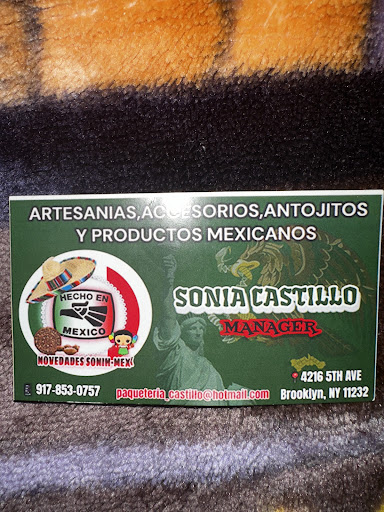 ARTESANIAS,ACCESORIOS,ANTOJITOS
Y PRODUCTOS MEXICANOS
HECHO EN
MEXICO
NOVEDADES SONIN-MEX
SONIA CASTILLO
MANAGER
917-853-0757
paqueteria_castillo@hotmail.com
4216 5TH AVE
Brooklyn, NY 11232